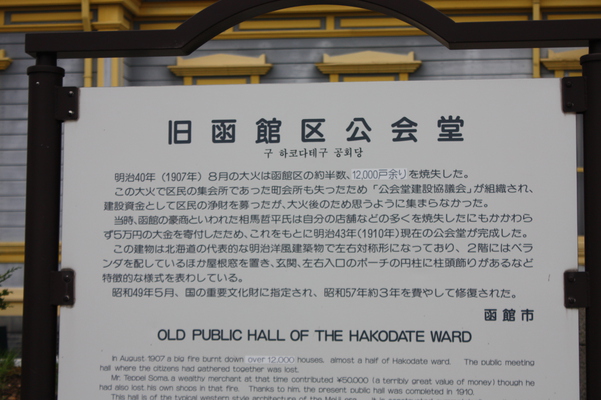 旧函館区公会堂
구 하코다테구 공회당
明治40年（1907年）8月の大火は函館区の約半数、12,000戸余りを焼失した。
この大火で区民の集会所であった町会所も失ったため「公会堂建設協議会」が組織され、
建設資金として区民の浄財を募ったが、大火後のため思うように集まらなかった。
当時、函館の豪商といわれた相馬哲平氏は自分の店舗などの多くを焼失したにもかかわら
ず5万円の大金を寄付したため、これをもとに明治43年（1910年）現在の公会堂が完成した。
この建物は北海道の代表的な明治洋風建築物で左右対称形になっており、2階にはベラ
ンダを配しているほか屋根窓を置き、玄関、左右入口のポーチの円柱に柱頭飾りがあるなど
特徴的な様式を表わしている。
昭和49年5月、国の重要文化財に指定され、昭和57年約3年を費やして修復された。
函館市
OLD PUBLIC HALL OF THE HAKODATE WARD
In August 1907 a big fire burnt down over 12,000 houses, almost a half of Hakodate ward. The public meeting
hall where the citizens had gathered together was lost.
Mr. Teppei Soma, a wealthy merchant at that time contributed ¥50,000 (a terribly great value of money) though he
had also lost his own shops in that fire. Thanks to him, the present public hall was completed in 1910.
This hall is of the typical western style architecture of the Meiji era.